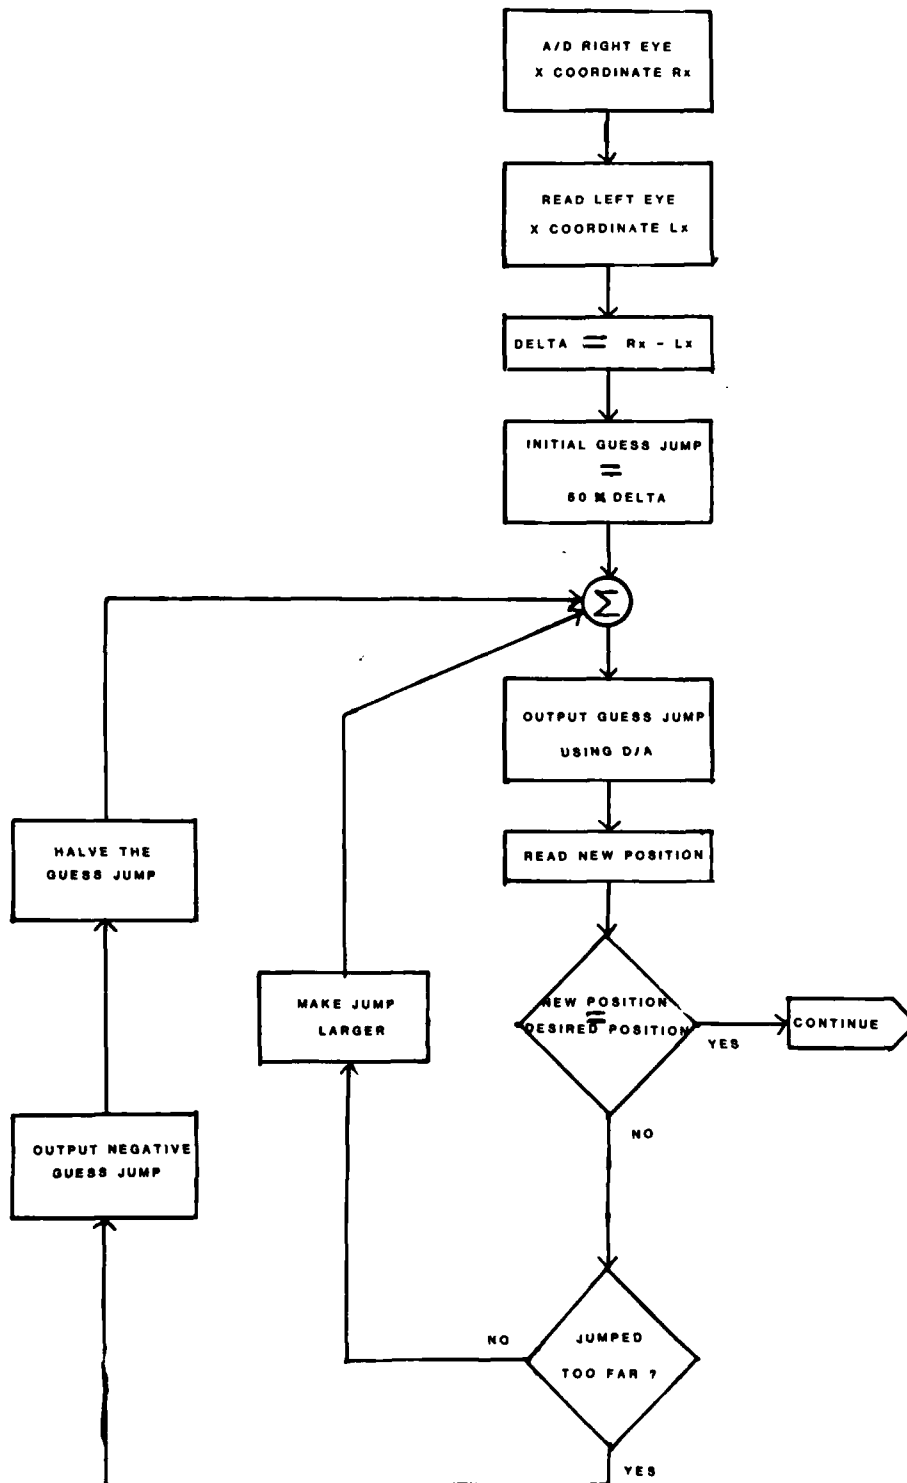 A/D RIGHT EYE
X COORDINATE Rx
READ LEFT EYE
X COORDINATE Lx
DELTA = Rx - Lx
INITIAL GUESS JUMP
=
60 % DELTA
Σ
OUTPUT GUESS JUMP
USING D/A
HALVE THE
GUESS JUMP
READ NEW POSITION
MAKE JUMP
LARGER
NEW POSITION
=
DESIRED POSITION
YES
CONTINUE
NO
OUTPUT NEGATIVE
GUESS JUMP
NO
JUMPED
TOO FAR ?
YES